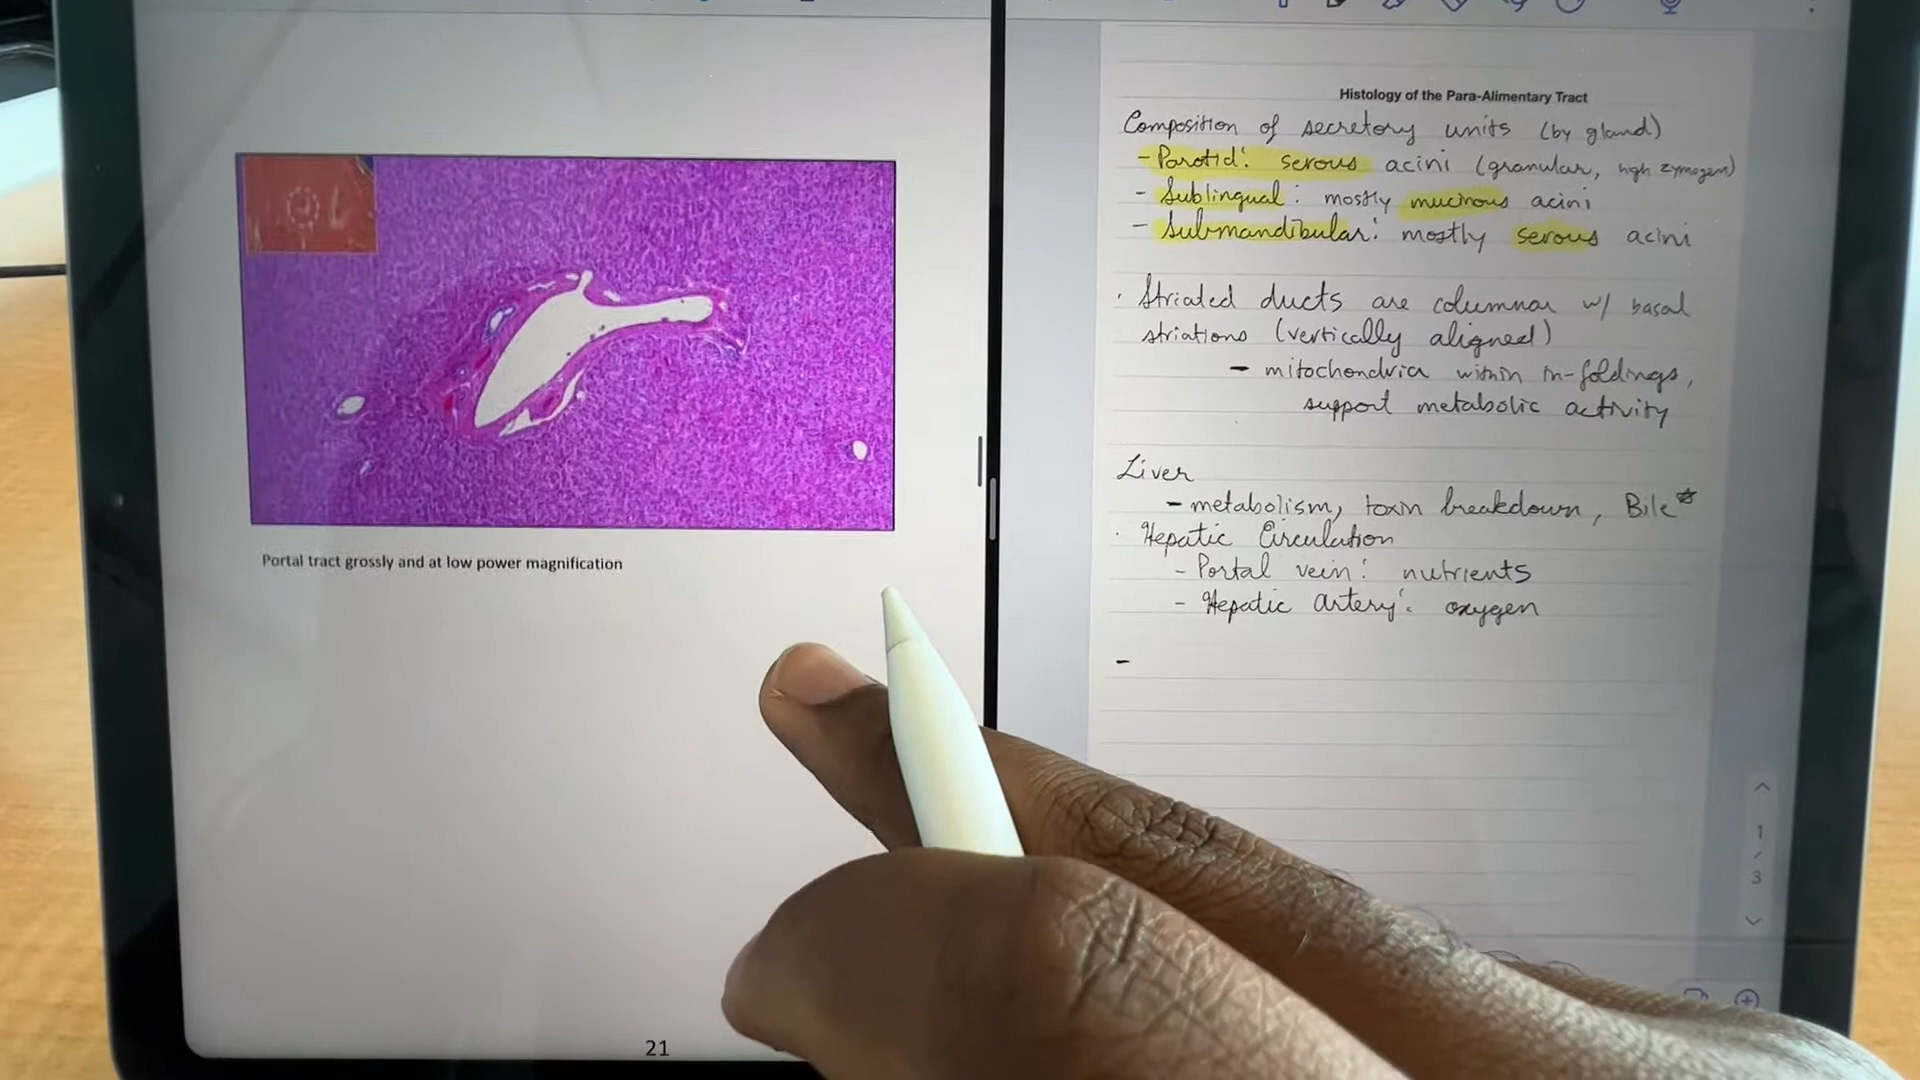 Portal tract grossly and at low power magnification
21
Histology of the Para-Alimentary Tract
Composition of secretory units (by gland)
- Parotid: serous acini (granular, high zymogen)
- Sublingual: mostly mucinous acini
- Submandibular: mostly serous acini
· Striated ducts are columnar w/ basal
striations (vertically aligned)
- mitochondria within in-foldings,
support metabolic activity
Liver
- metabolism, toxin breakdown, Bile*
· Hepatic Circulation
- Portal vein: nutrients
- Hepatic artery: oxygen
-
1
/
3